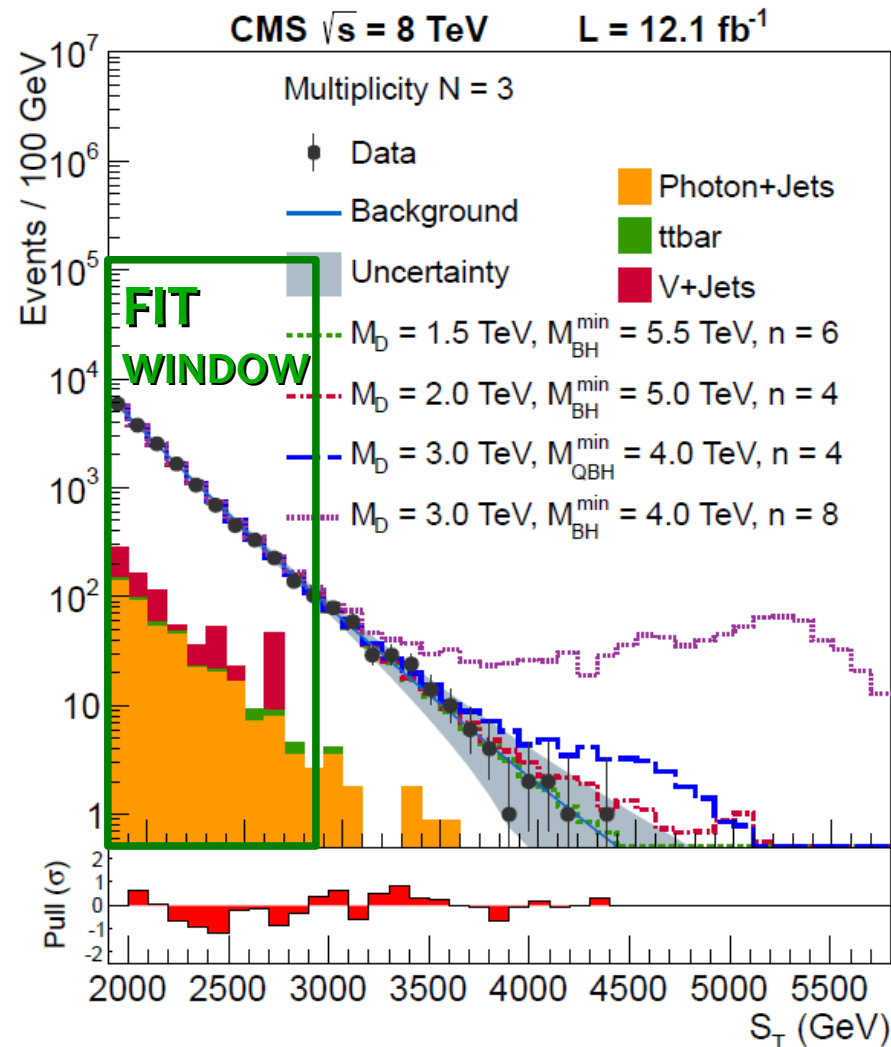 CMS √s = 8 TeV L = 12.1 fb⁻¹
Events / 100 GeV
10⁷
10⁶
10⁵
10⁴
10³
10²
10
1
Multiplicity N = 3
Data
Background
Uncertainty
Photon+Jets
ttbar
V+Jets
M_D = 1.5 TeV, M_BH^min = 5.5 TeV, n = 6
M_D = 2.0 TeV, M_BH^min = 5.0 TeV, n = 4
M_D = 3.0 TeV, M_QBH^min = 4.0 TeV, n = 4
M_D = 3.0 TeV, M_BH^min = 4.0 TeV, n = 8
FIT
WINDOW
Pull (σ)
2
1
0
-1
-2
2000 2500 3000 3500 4000 4500 5000 5500
S_T (GeV)